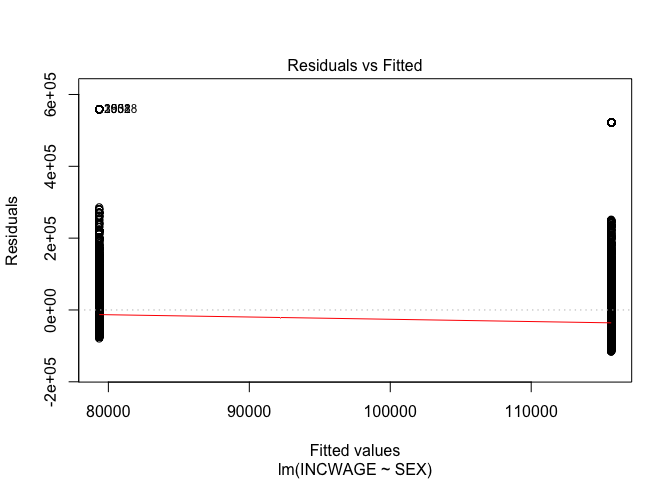 Residuals vs Fitted
Residuals
6e+05
4e+05
2e+05
0e+00
-2e+05
80000
90000
100000
110000
Fitted values
lm(INCWAGE ~ SEX)